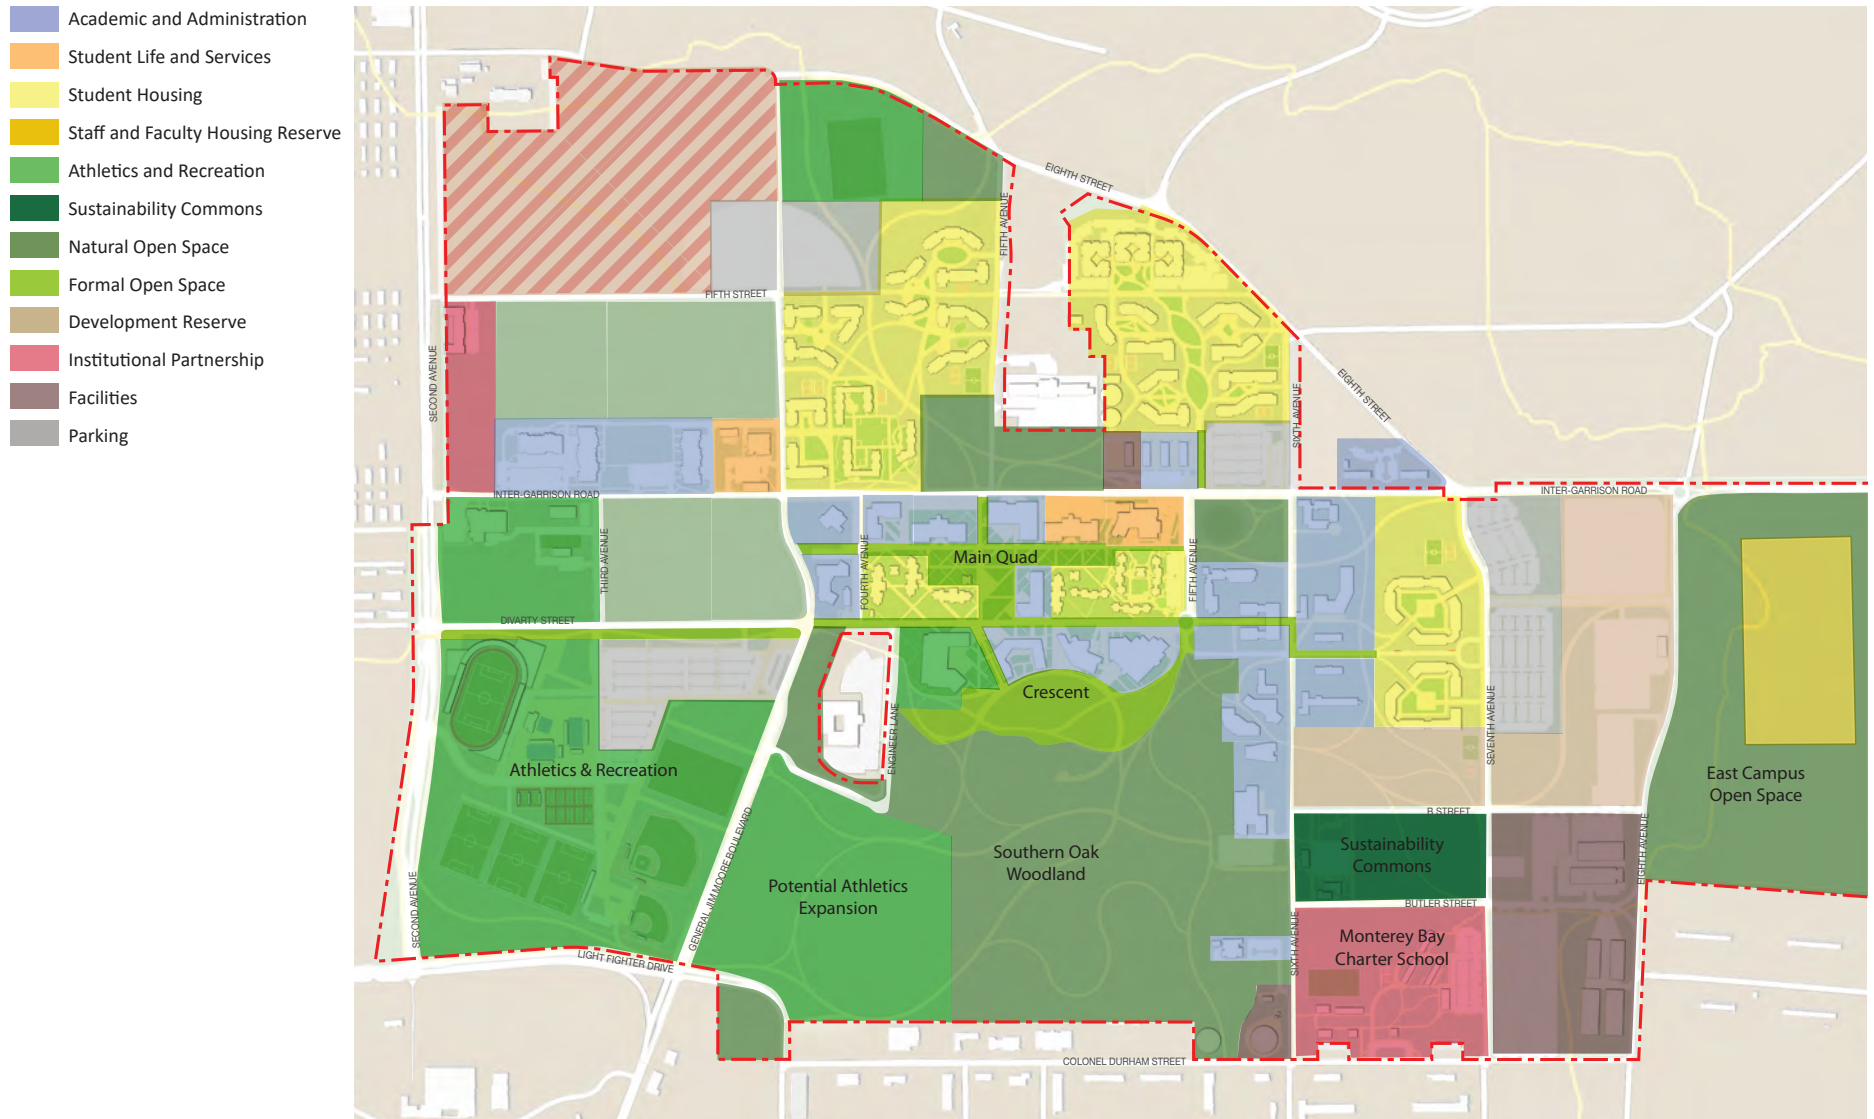 Academic and Administration
Student Life and Services
Student Housing
Staff and Faculty Housing Reserve
Athletics and Recreation
Sustainability Commons
Natural Open Space
Formal Open Space
Development Reserve
Institutional Partnership
Facilities
Parking
EIGHTH STREET
FIFTH AVENUE
FIFTH STREET
SECOND AVENUE
EIGHTH STREET
SIXTH AVENUE
INTER-GARRISON ROAD
INTER-GARRISON ROAD
THIRD AVENUE
FOURTH AVENUE
Main Quad
FIFTH AVENUE
DIVARTY STREET
Crescent
ENGINEER LANE
SEVENTH AVENUE
Athletics & Recreation
East Campus
Open Space
B STREET
GENERAL JIM MOORE BOULEVARD
Southern Oak
Woodland
Sustainability
Commons
EIGHTH AVENUE
Potential Athletics
Expansion
BUTLER STREET
SECOND AVENUE
SIXTH AVENUE
Monterey Bay
Charter School
LIGHT FIGHTER DRIVE
COLONEL DURHAM STREET